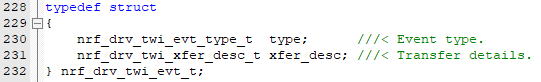 228 typedef struct
229 {
230 nrf_drv_twi_evt_type_t type; ///< Event type.
231 nrf_drv_twi_xfer_desc_t xfer_desc; ///< Transfer details.
232 } nrf_drv_twi_evt_t;